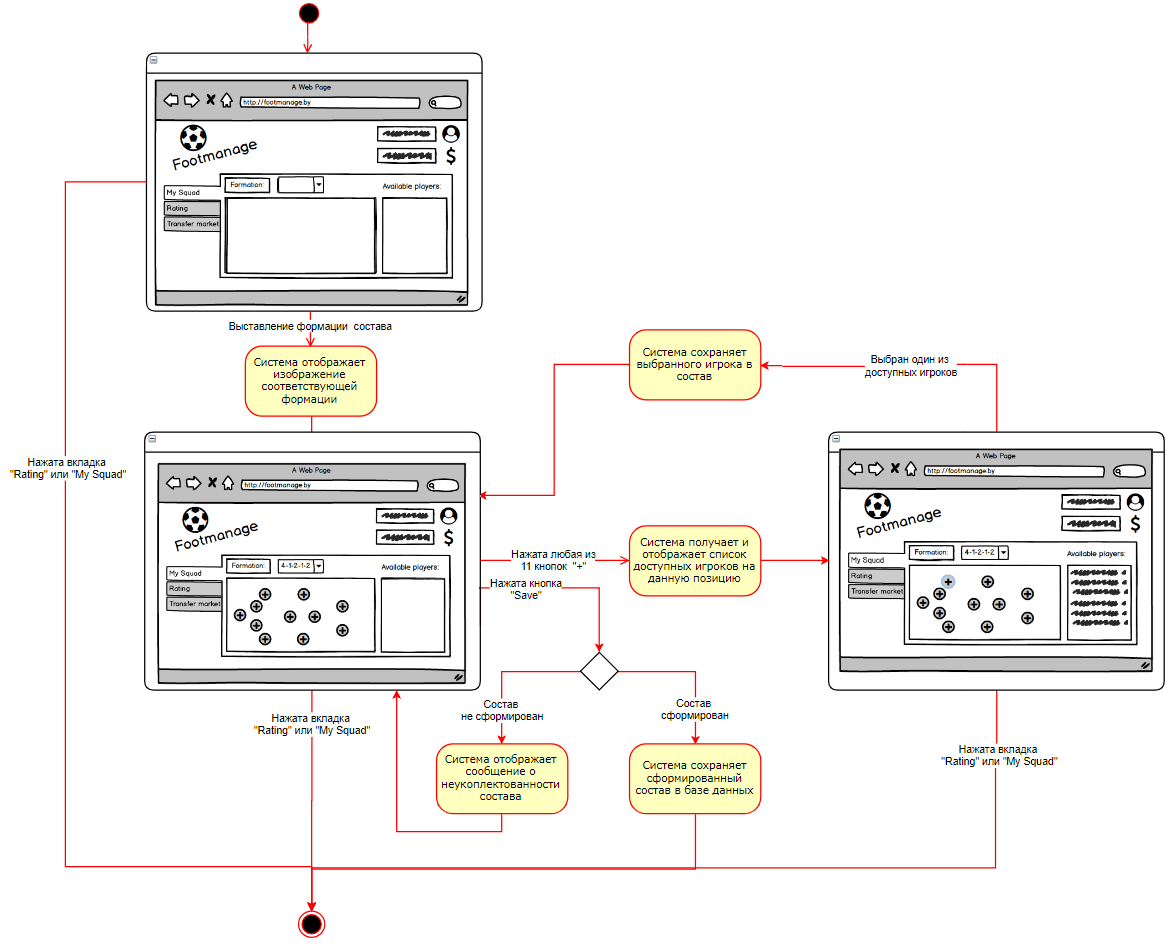 A Web Page
http://footmanage.by
Footmanage
Formation:
Available players:
My Squad
Rating
Transfer market
Выставление формации состава
Система отображает
изображение
соответствующей
формации
Система сохраняет
выбранного игрока в
состав
Выбран один из
доступных игроков
Нажата вкладка
"Rating" или "My Squad"
A Web Page
http://footmanage.by
Footmanage
Formation:
4-1-2-1-2
Available players:
My Squad
Rating
Transfer market
Нажата любая из
11 кнопок "+"
Система получает и
отображает список
доступных игроков на
данную позицию
Нажата кнопка
"Save"
A Web Page
http://footmanage.by
Footmanage
Formation:
4-1-2-1-2
Available players:
My Squad
Rating
Transfer market
Состав
не сформирован
Состав
сформирован
Нажата вкладка
"Rating" или "My Squad"
Система отображает
сообщение о
неукоплектованности
состава
Система сохраняет
сформированный
состав в базе данных
Нажата вкладка
"Rating" или "My Squad"